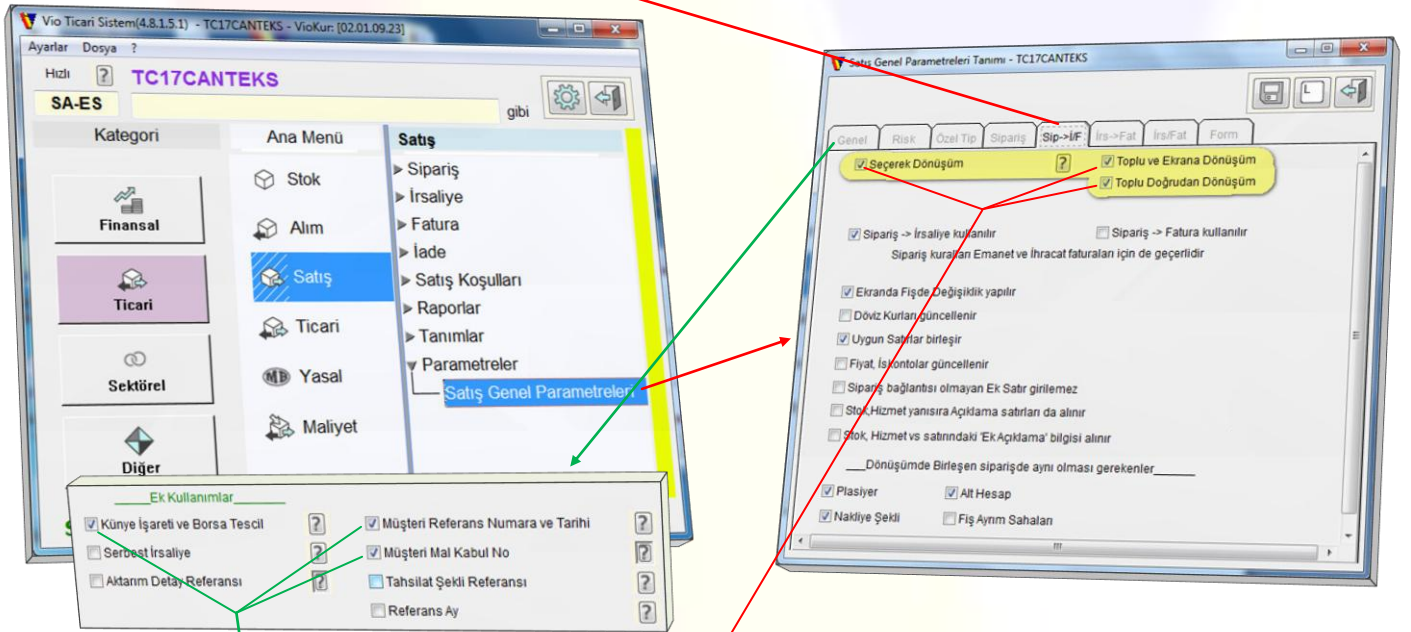 Vio Ticari Sistem(4.8.1.5.1) - TC17CANTEKS - VioKur: [02.01.09.23]
Ayarlar Dosya ?
Hızlı ? TC17CANTEKS
SA-ES gibi
Kategori
Finansal
Ticari
Sektörel
Diğer
Ana Menü
Stok
Alım
Satış
Ticari
Yasal
Maliyet
Satış
Sipariş
İrsaliye
Fatura
İade
Satış Koşulları
Raporlar
Tanımlar
Parametreler
Satış Genel Parametreleri
____Ek Kullanımlar______
Künye İşareti ve Borsa Tescil ?
Serbest İrsaliye ?
Aktarım Detay Referansı ?
Müşteri Referans Numara ve Tarihi ?
Müşteri Mal Kabul No ?
Tahsilat Şekli Referansı ?
Referans Ay ?
Satış Genel Parametreleri Tanımı - TC17CANTEKS
Genel Risk Özel Tip Sipariş Sip->İ/F İrs->Fat İrs/Fat Form
Seçerek Dönüşüm ? Toplu ve Ekrana Dönüşüm
Toplu Doğrudan Dönüşüm
Sipariş -> İrsaliye kullanılır Sipariş -> Fatura kullanılır
Sipariş kuralları Emanet ve İhracat faturaları için de geçerlidir
Ekranda Fişde Değişiklik yapılır
Döviz Kurları güncellenir
Uygun Satırlar birleşir
Fiyat, İskontolar güncellenir
Sipariş bağlantısı olmayan Ek Satır girilemez
Stok,Hizmet yanısıra Açıklama satırları da alınır
Stok, Hizmet vs satırındaki 'Ek Açıklama' bilgisi alınır
___Dönüşümde Birleşen siparişde aynı olması gerekenler______
Plasiyer Alt Hesap
Nakliye Şekli Fiş Ayrım Sahaları